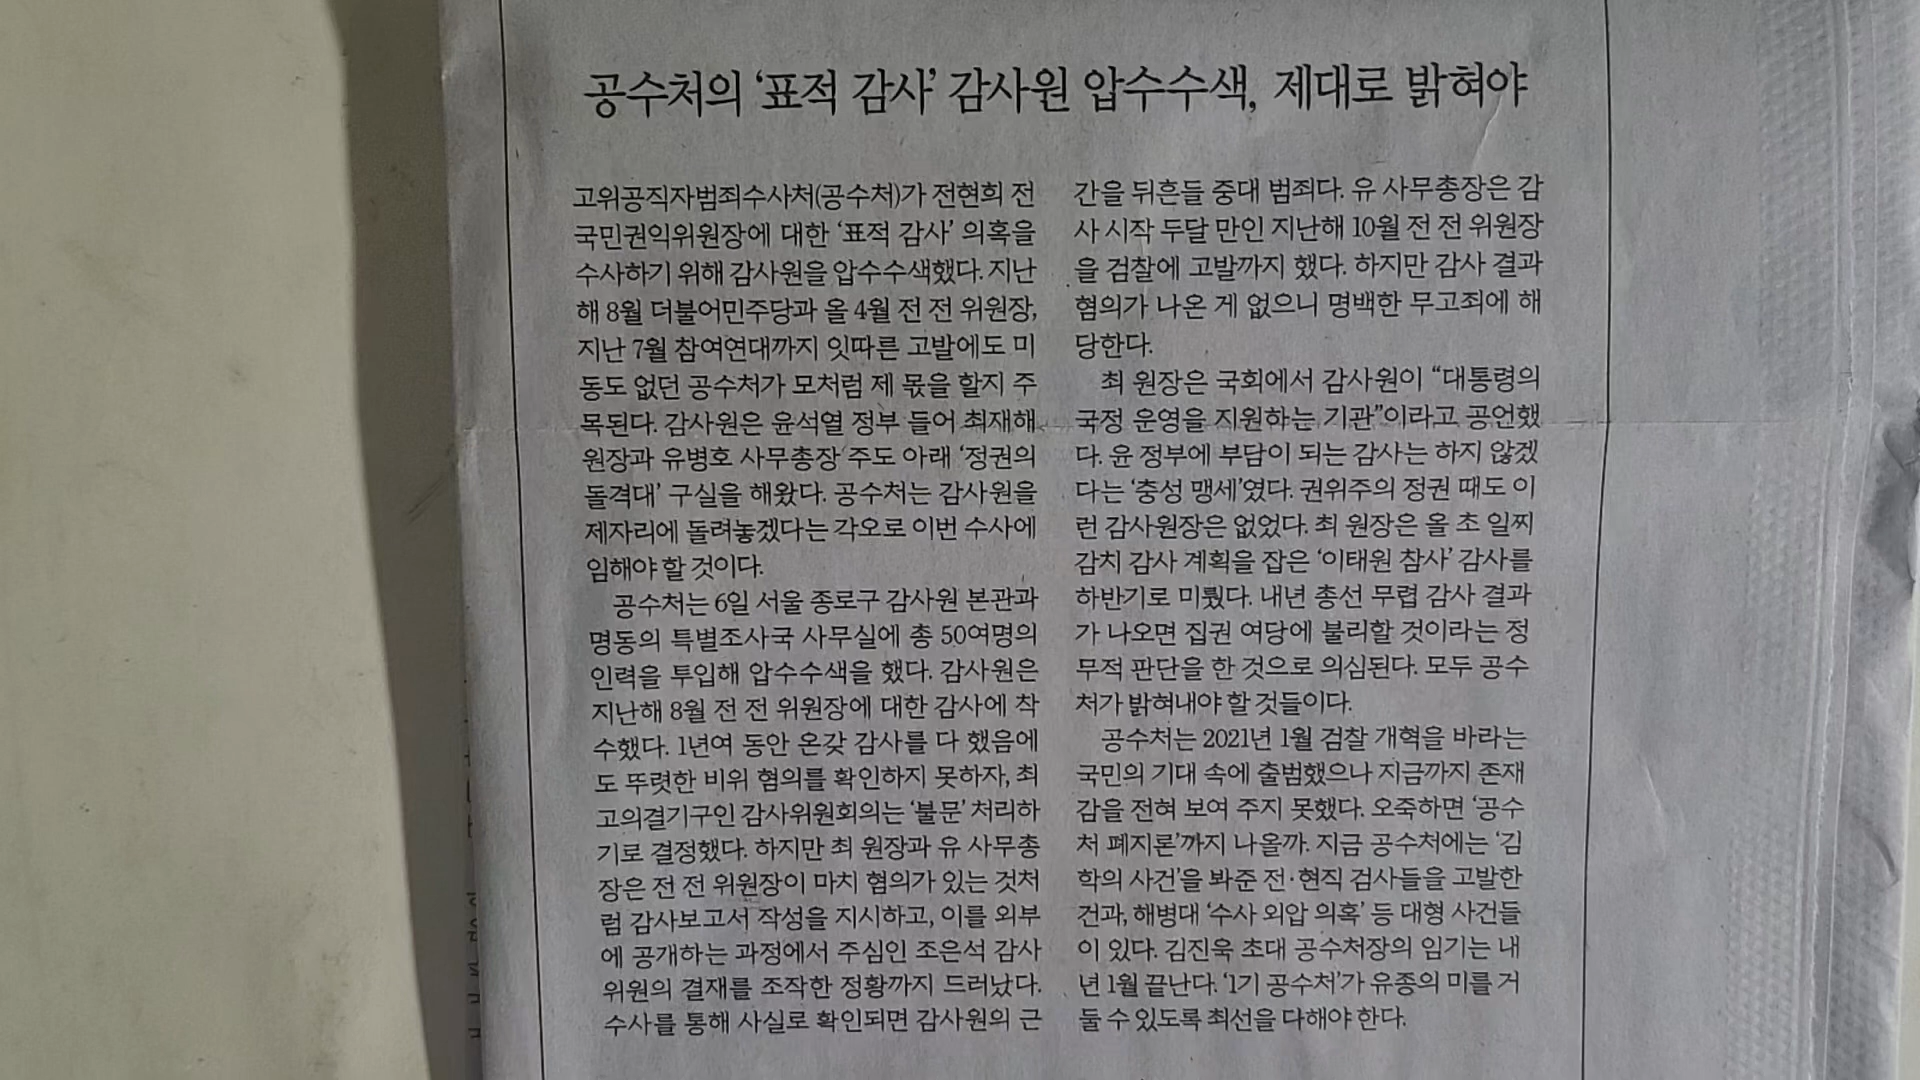 공수처의 ‘표적 감사’ 감사원 압수수색, 제대로 밝혀야
고위공직자범죄수사처(공수처)가 전현희 전
국민권익위원장에 대한 ‘표적 감사’ 의혹을
수사하기 위해 감사원을 압수수색했다. 지난
해 8월 더불어민주당과 올 4월 전 전 위원장,
지난 7월 참여연대까지 잇따른 고발에도 미
동도 없던 공수처가 모처럼 제 몫을 할지 주
목된다. 감사원은 윤석열 정부 들어 최재해
원장과 유병호 사무총장 주도 아래 ‘정권의
돌격대’ 구실을 해왔다. 공수처는 감사원을
제자리에 돌려놓겠다는 각오로 이번 수사에
임해야 할 것이다.
공수처는 6일 서울 종로구 감사원 본관과
명동의 특별조사국 사무실에 총 50여명의
인력을 투입해 압수수색을 했다. 감사원은
지난해 8월 전 전 위원장에 대한 감사에 착
수했다. 1년여 동안 온갖 감사를 다 했음에
도 뚜렷한 비위 혐의를 확인하지 못하자, 최
고의결기구인 감사위원회의는 ‘불문’ 처리하
기로 결정했다. 하지만 최 원장과 유 사무총
장은 전 전 위원장이 마치 혐의가 있는 것처
럼 감사보고서 작성을 지시하고, 이를 외부
에 공개하는 과정에서 주심인 조은석 감사
위원의 결재를 조작한 정황까지 드러났다.
수사를 통해 사실로 확인되면 감사원의 근
간을 뒤흔들 중대 범죄다. 유 사무총장은 감
사 시작 두달 만인 지난해 10월 전 전 위원장
을 검찰에 고발까지 했다. 하지만 감사 결과
혐의가 나온 게 없으니 명백한 무고죄에 해
당한다.
최 원장은 국회에서 감사원이 “대통령의
국정 운영을 지원하는 기관”이라고 공언했
다. 윤 정부에 부담이 되는 감사는 하지 않겠
다는 ‘충성 맹세’였다. 권위주의 정권 때도 이
런 감사원장은 없었다. 최 원장은 올 초 일찌
감치 감사 계획을 잡은 ‘이태원 참사’ 감사를
하반기로 미뤘다. 내년 총선 무렵 감사 결과
가 나오면 집권 여당에 불리할 것이라는 정
무적 판단을 한 것으로 의심된다. 모두 공수
처가 밝혀내야 할 것들이다.
공수처는 2021년 1월 검찰 개혁을 바라는
국민의 기대 속에 출범했으나 지금까지 존재
감을 전혀 보여 주지 못했다. 오죽하면 ‘공수
처 폐지론’까지 나올까. 지금 공수처에는 ‘김
학의 사건’을 봐준 전·현직 검사들을 고발한
건과, 해병대 ‘수사 외압 의혹’ 등 대형 사건들
이 있다. 김진욱 초대 공수처장의 임기는 내
년 1월 끝난다. ‘1기 공수처’가 유종의 미를 거
둘 수 있도록 최선을 다해야 한다.